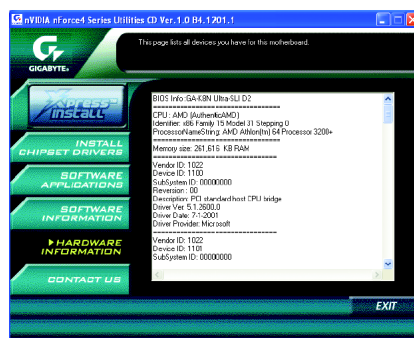 nVIDIA nForce4 Series Utilities CD Ver.1.0 B4.1201.1
GIGABYTE
This page lists all devices you have for this motherboard.
Xpress™
Install
INSTALL
CHIPSET DRIVERS
SOFTWARE
APPLICATIONS
SOFTWARE
INFORMATION
HARDWARE
INFORMATION
CONTACT US
BIOS Info :GA-K8N Ultra-SLI D2
CPU : AMD (AuthenticAMD)
Identifier: x86 Family 15 Model 31 Stepping 0
ProcessorNameString: AMD Athlon(tm) 64 Processor 3200+
Memory size: 261,616 KB RAM
Vendor ID: 1022
Device ID: 1100
SubSystem ID: 00000000
Reversion : 00
Description: PCI standard host CPU bridge
Driver Ver: 5.1.2600.0
Driver Date: 7-1-2001
Driver Provider: Microsoft
Vendor ID: 1022
Device ID: 1101
SubSystem ID: 00000000
EXIT